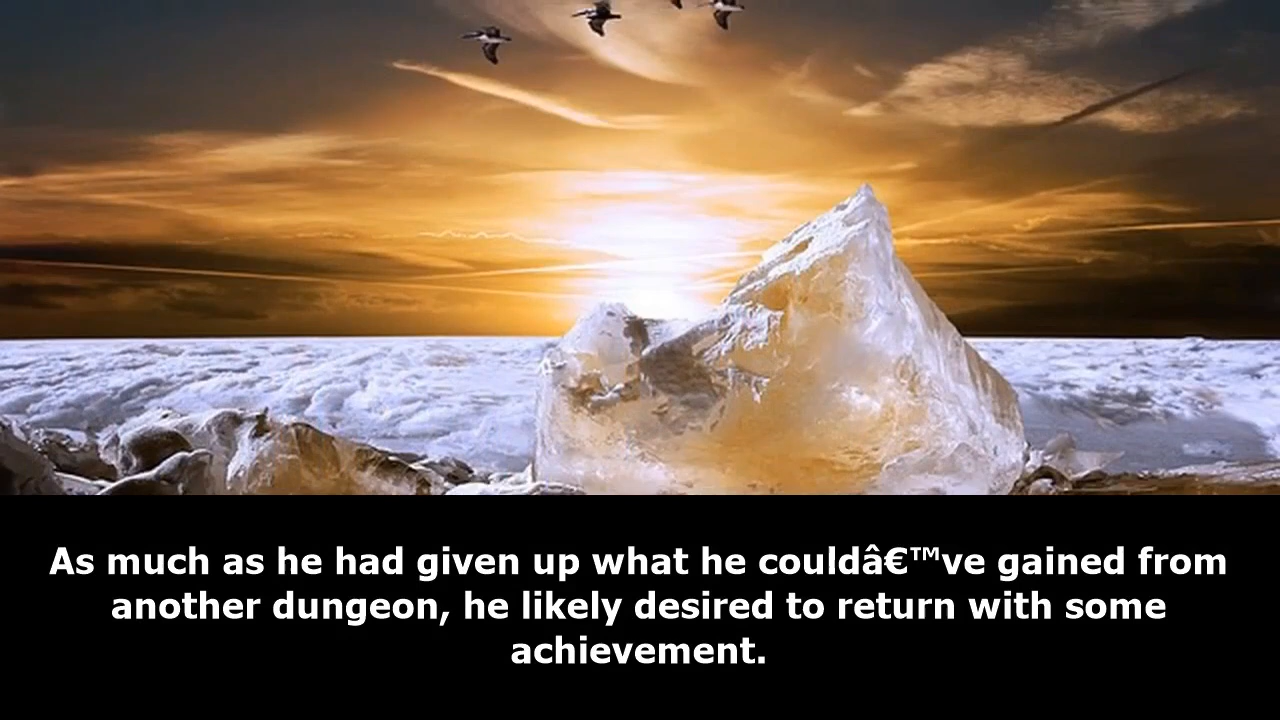 As much as he had given up what he couldâ€™ve gained from
another dungeon, he likely desired to return with some
achievement.